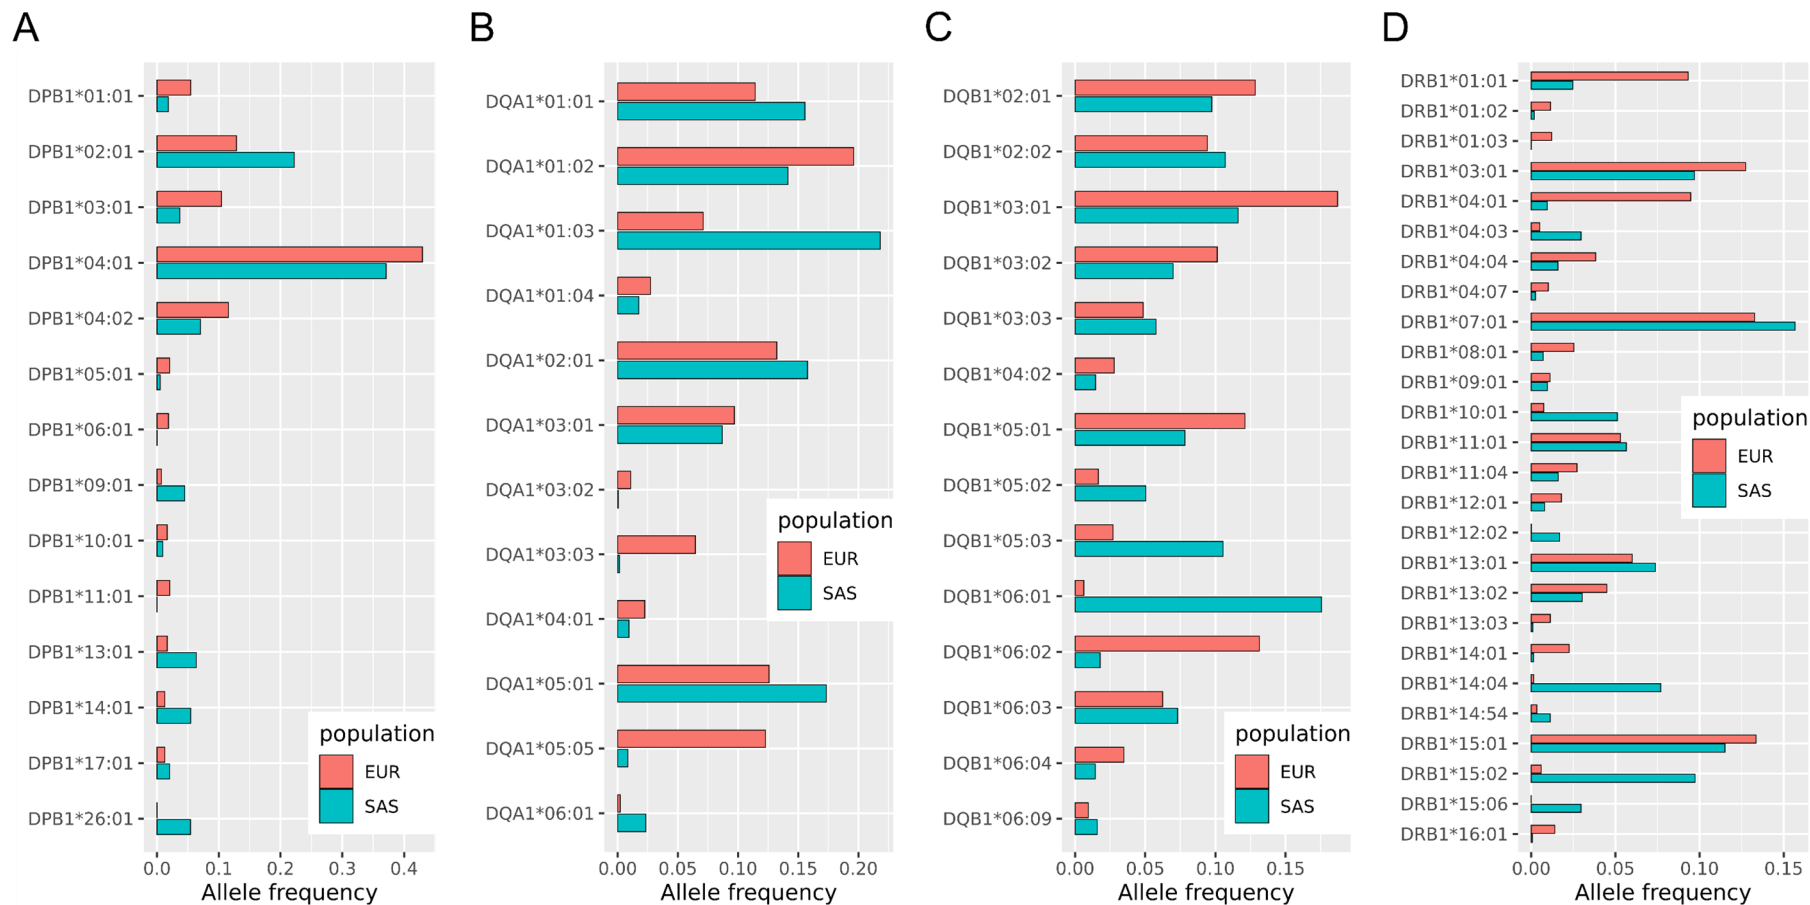 A
DPB1*01:01
DPB1*02:01
DPB1*03:01
DPB1*04:01
DPB1*04:02
DPB1*05:01
DPB1*06:01
DPB1*09:01
DPB1*10:01
DPB1*11:01
DPB1*13:01
DPB1*14:01
DPB1*17:01
DPB1*26:01
0.0 0.1 0.2 0.3 0.4
Allele frequency
population
EUR
SAS
B
DQA1*01:01
DQA1*01:02
DQA1*01:03
DQA1*01:04
DQA1*02:01
DQA1*03:01
DQA1*03:02
DQA1*03:03
DQA1*04:01
DQA1*05:01
DQA1*05:05
DQA1*06:01
0.00 0.05 0.10 0.15 0.20
Allele frequency
population
EUR
SAS
C
DQB1*02:01
DQB1*02:02
DQB1*03:01
DQB1*03:02
DQB1*03:03
DQB1*04:02
DQB1*05:01
DQB1*05:02
DQB1*05:03
DQB1*06:01
DQB1*06:02
DQB1*06:03
DQB1*06:04
DQB1*06:09
0.00 0.05 0.10 0.15
Allele frequency
population
EUR
SAS
D
DRB1*01:01
DRB1*01:02
DRB1*01:03
DRB1*03:01
DRB1*04:01
DRB1*04:03
DRB1*04:04
DRB1*04:07
DRB1*07:01
DRB1*08:01
DRB1*09:01
DRB1*10:01
DRB1*11:01
DRB1*11:04
DRB1*12:01
DRB1*12:02
DRB1*13:01
DRB1*13:02
DRB1*13:03
DRB1*14:01
DRB1*14:04
DRB1*14:54
DRB1*15:01
DRB1*15:02
DRB1*15:06
DRB1*16:01
0.00 0.05 0.10 0.15
Allele frequency
population
EUR
SAS